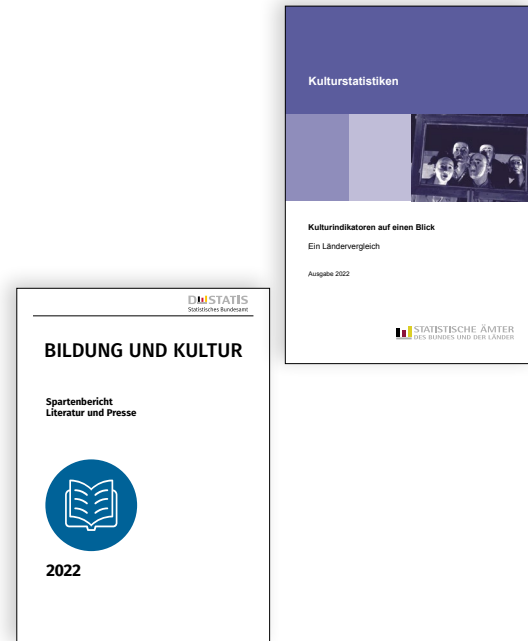 Kulturstatistiken
Kulturindikatoren auf einen Blick
Ein Ländervergleich
Ausgabe 2022
STATISTISCHE ÄMTER
DES BUNDES UND DER LÄNDER
DESTATIS
Statistisches Bundesamt
BILDUNG UND KULTUR
Spartenbericht
Literatur und Presse
2022